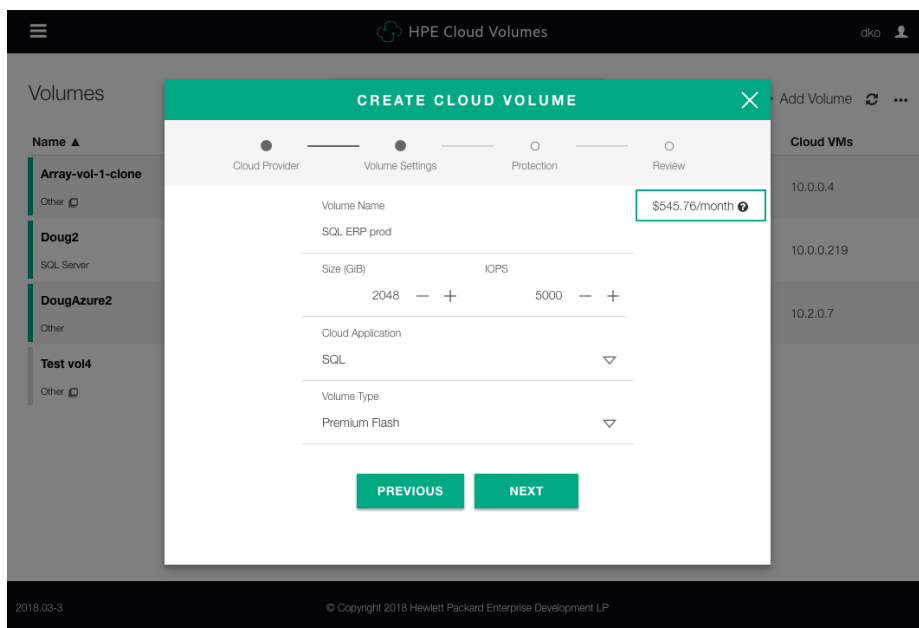 HPE Cloud Volumes
dko
Volumes
Add Volume
CREATE CLOUD VOLUME
Name ▲
Cloud VMs
Cloud Provider
Volume Settings
Protection
Review
Array-vol-1-clone
Other
10.0.0.4
Volume Name
$545.76/month
SQL ERP prod
Doug2
SQL Server
10.0.0.219
Size (GiB)
IOPS
2048 — +
5000 — +
DougAzure2
Other
10.2.0.7
Cloud Application
SQL
Test vol4
Other
Volume Type
Premium Flash
PREVIOUS
NEXT
2018.03-3
© Copyright 2018 Hewlett Packard Enterprise Development LP